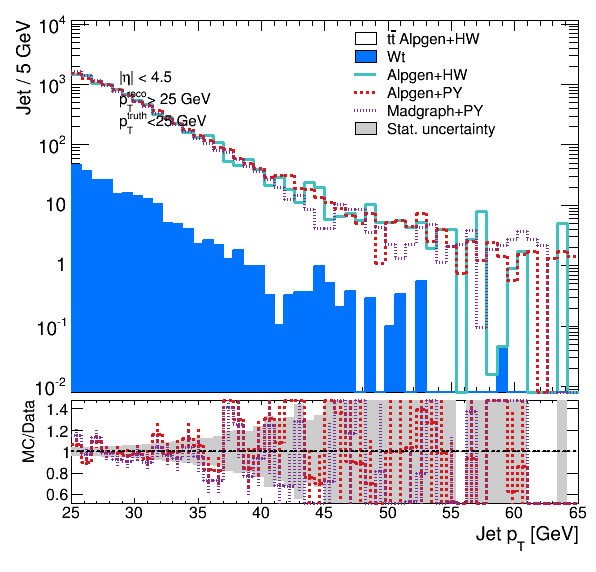 Jet / 5 GeV
10⁴
10³
10²
10
1
10⁻¹
10⁻²
|η| < 4.5
p_T^reco > 25 GeV
p_T^truth <25 GeV
tt̄ Alpgen+HW
Wt
Alpgen+HW
Alpgen+PY
Madgraph+PY
Stat. uncertainty
MC/Data
1.4
1.2
1
0.8
0.6
25 30 35 40 45 50 55 60 65
Jet p_T [GeV]